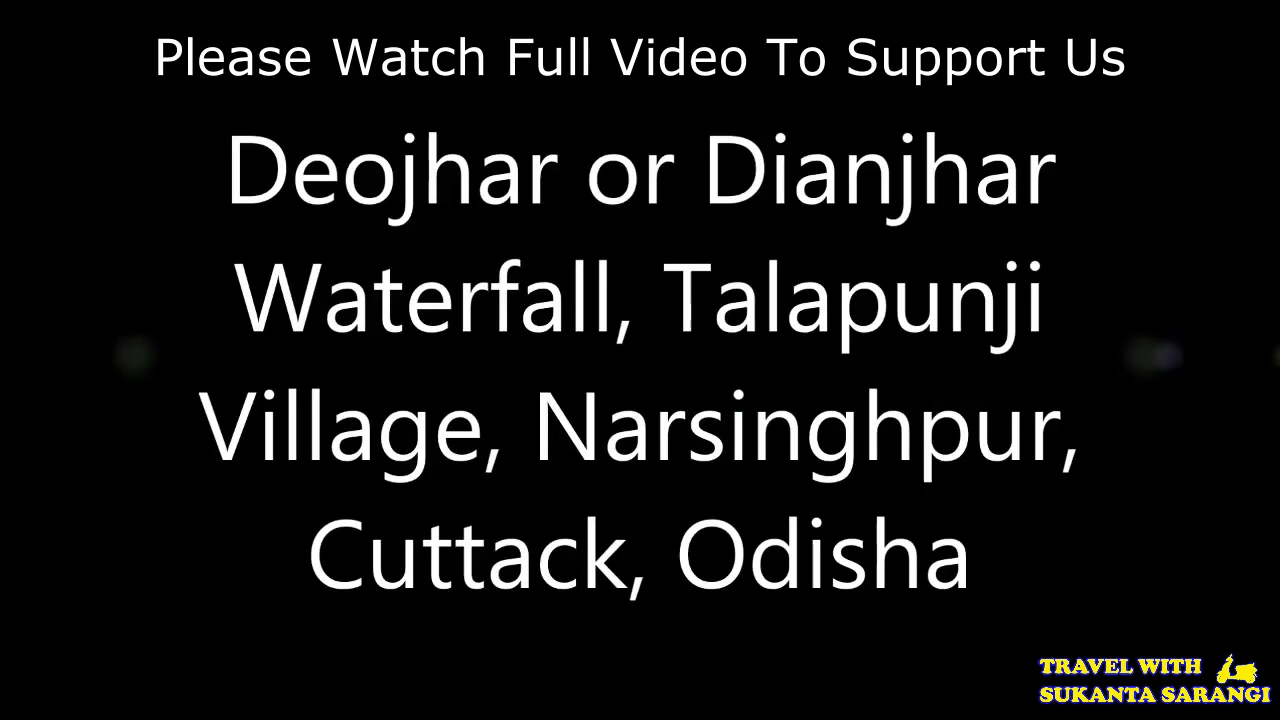 Please Watch Full Video To Support Us
Deojhar or Dianjhar
Waterfall, Talapunji
Village, Narsinghpur,
Cuttack, Odisha
TRAVEL WITH
SUKANTA SARANGI